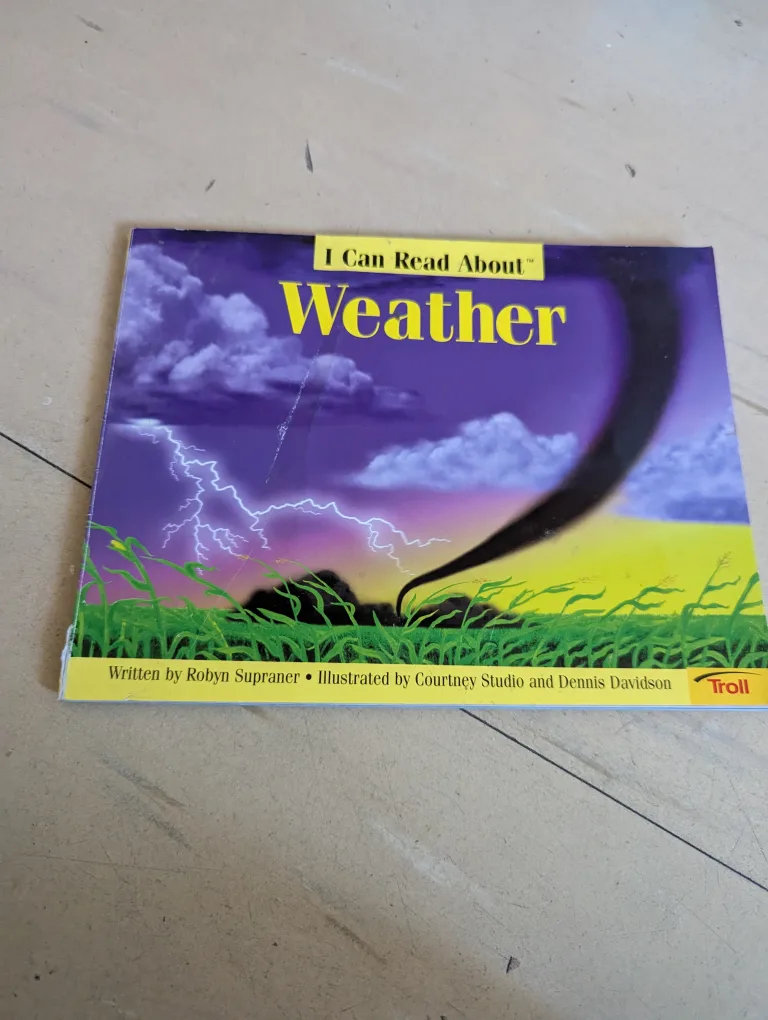 I Can Read About™
Weather
Written by Robyn Supraner • Illustrated by Courtney Studio and Dennis Davidson
Troll